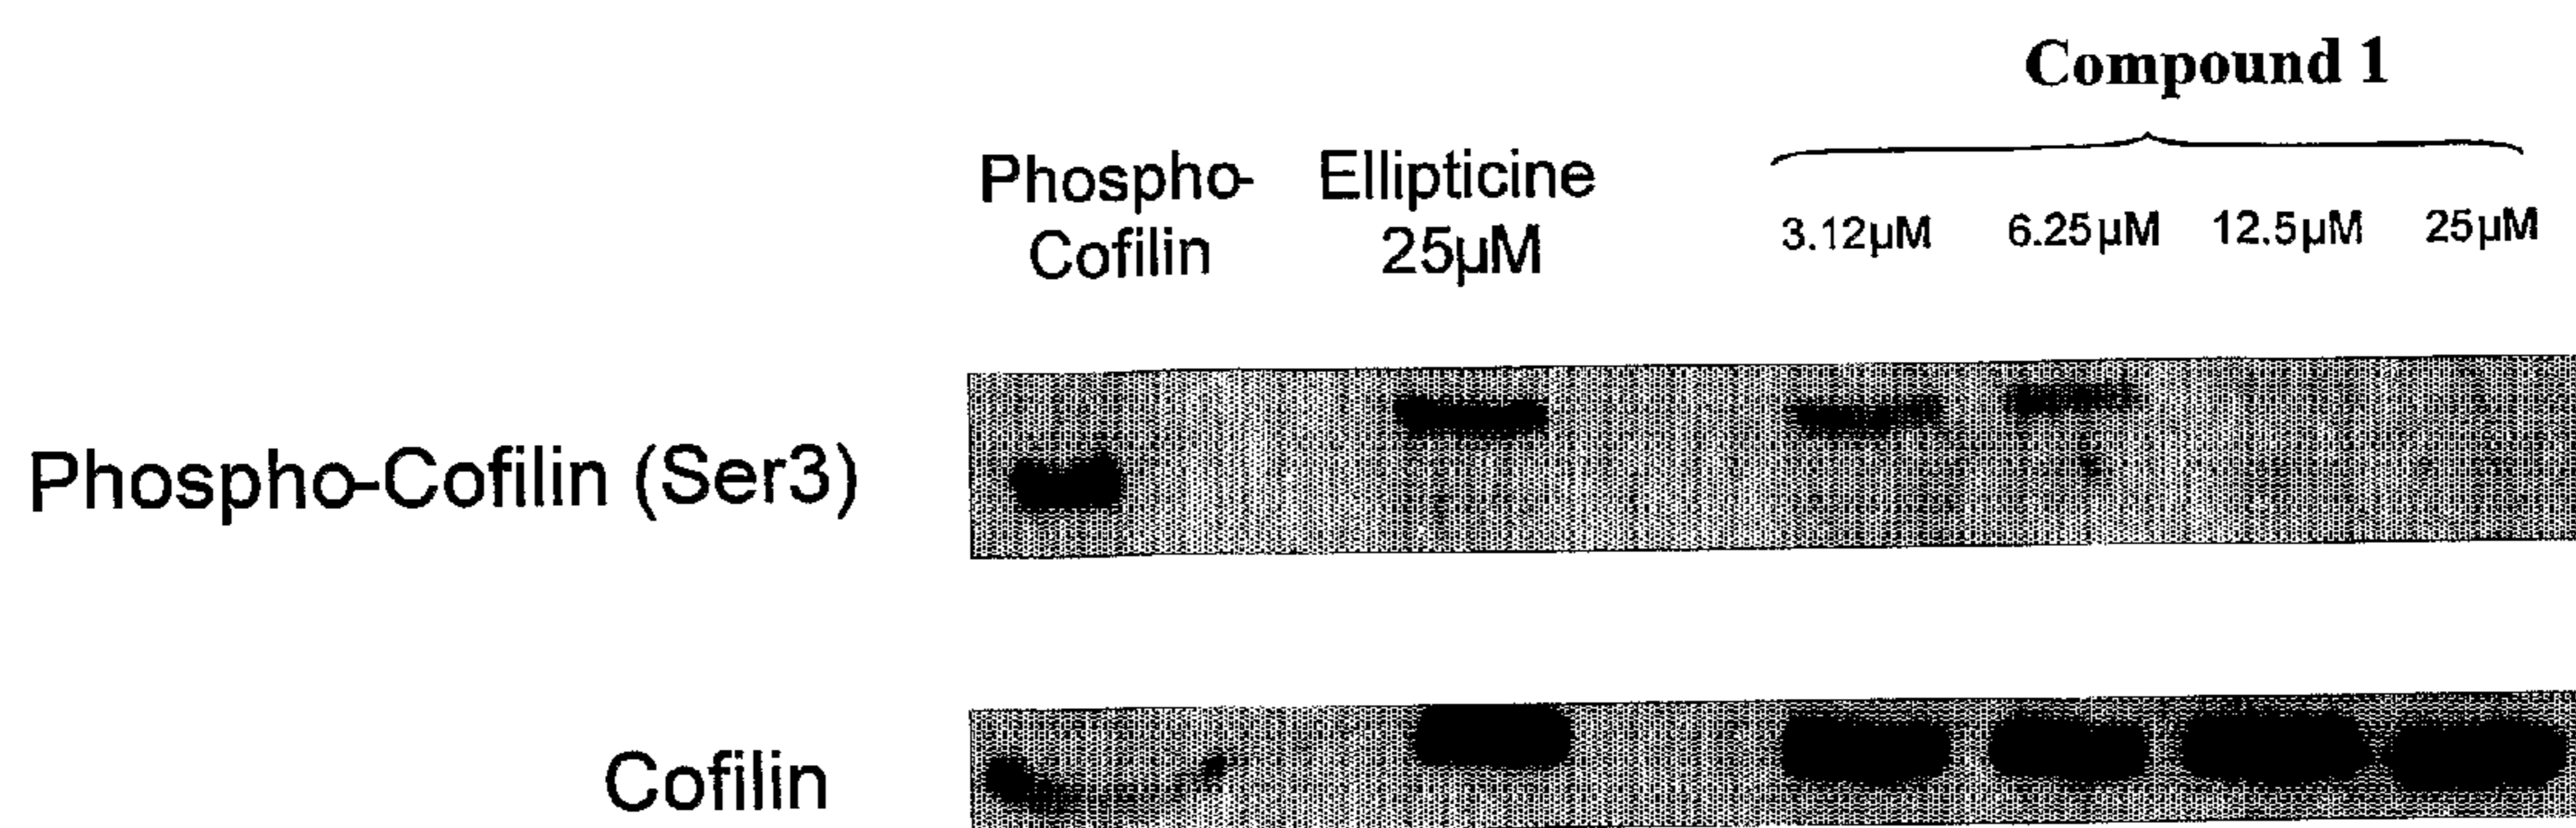 Compound 1
Phospho-
Cofilin
Ellipticine
25µM
3.12µM 6.25µM 12.5µM 25µM
Phospho-Cofilin (Ser3)
Cofilin